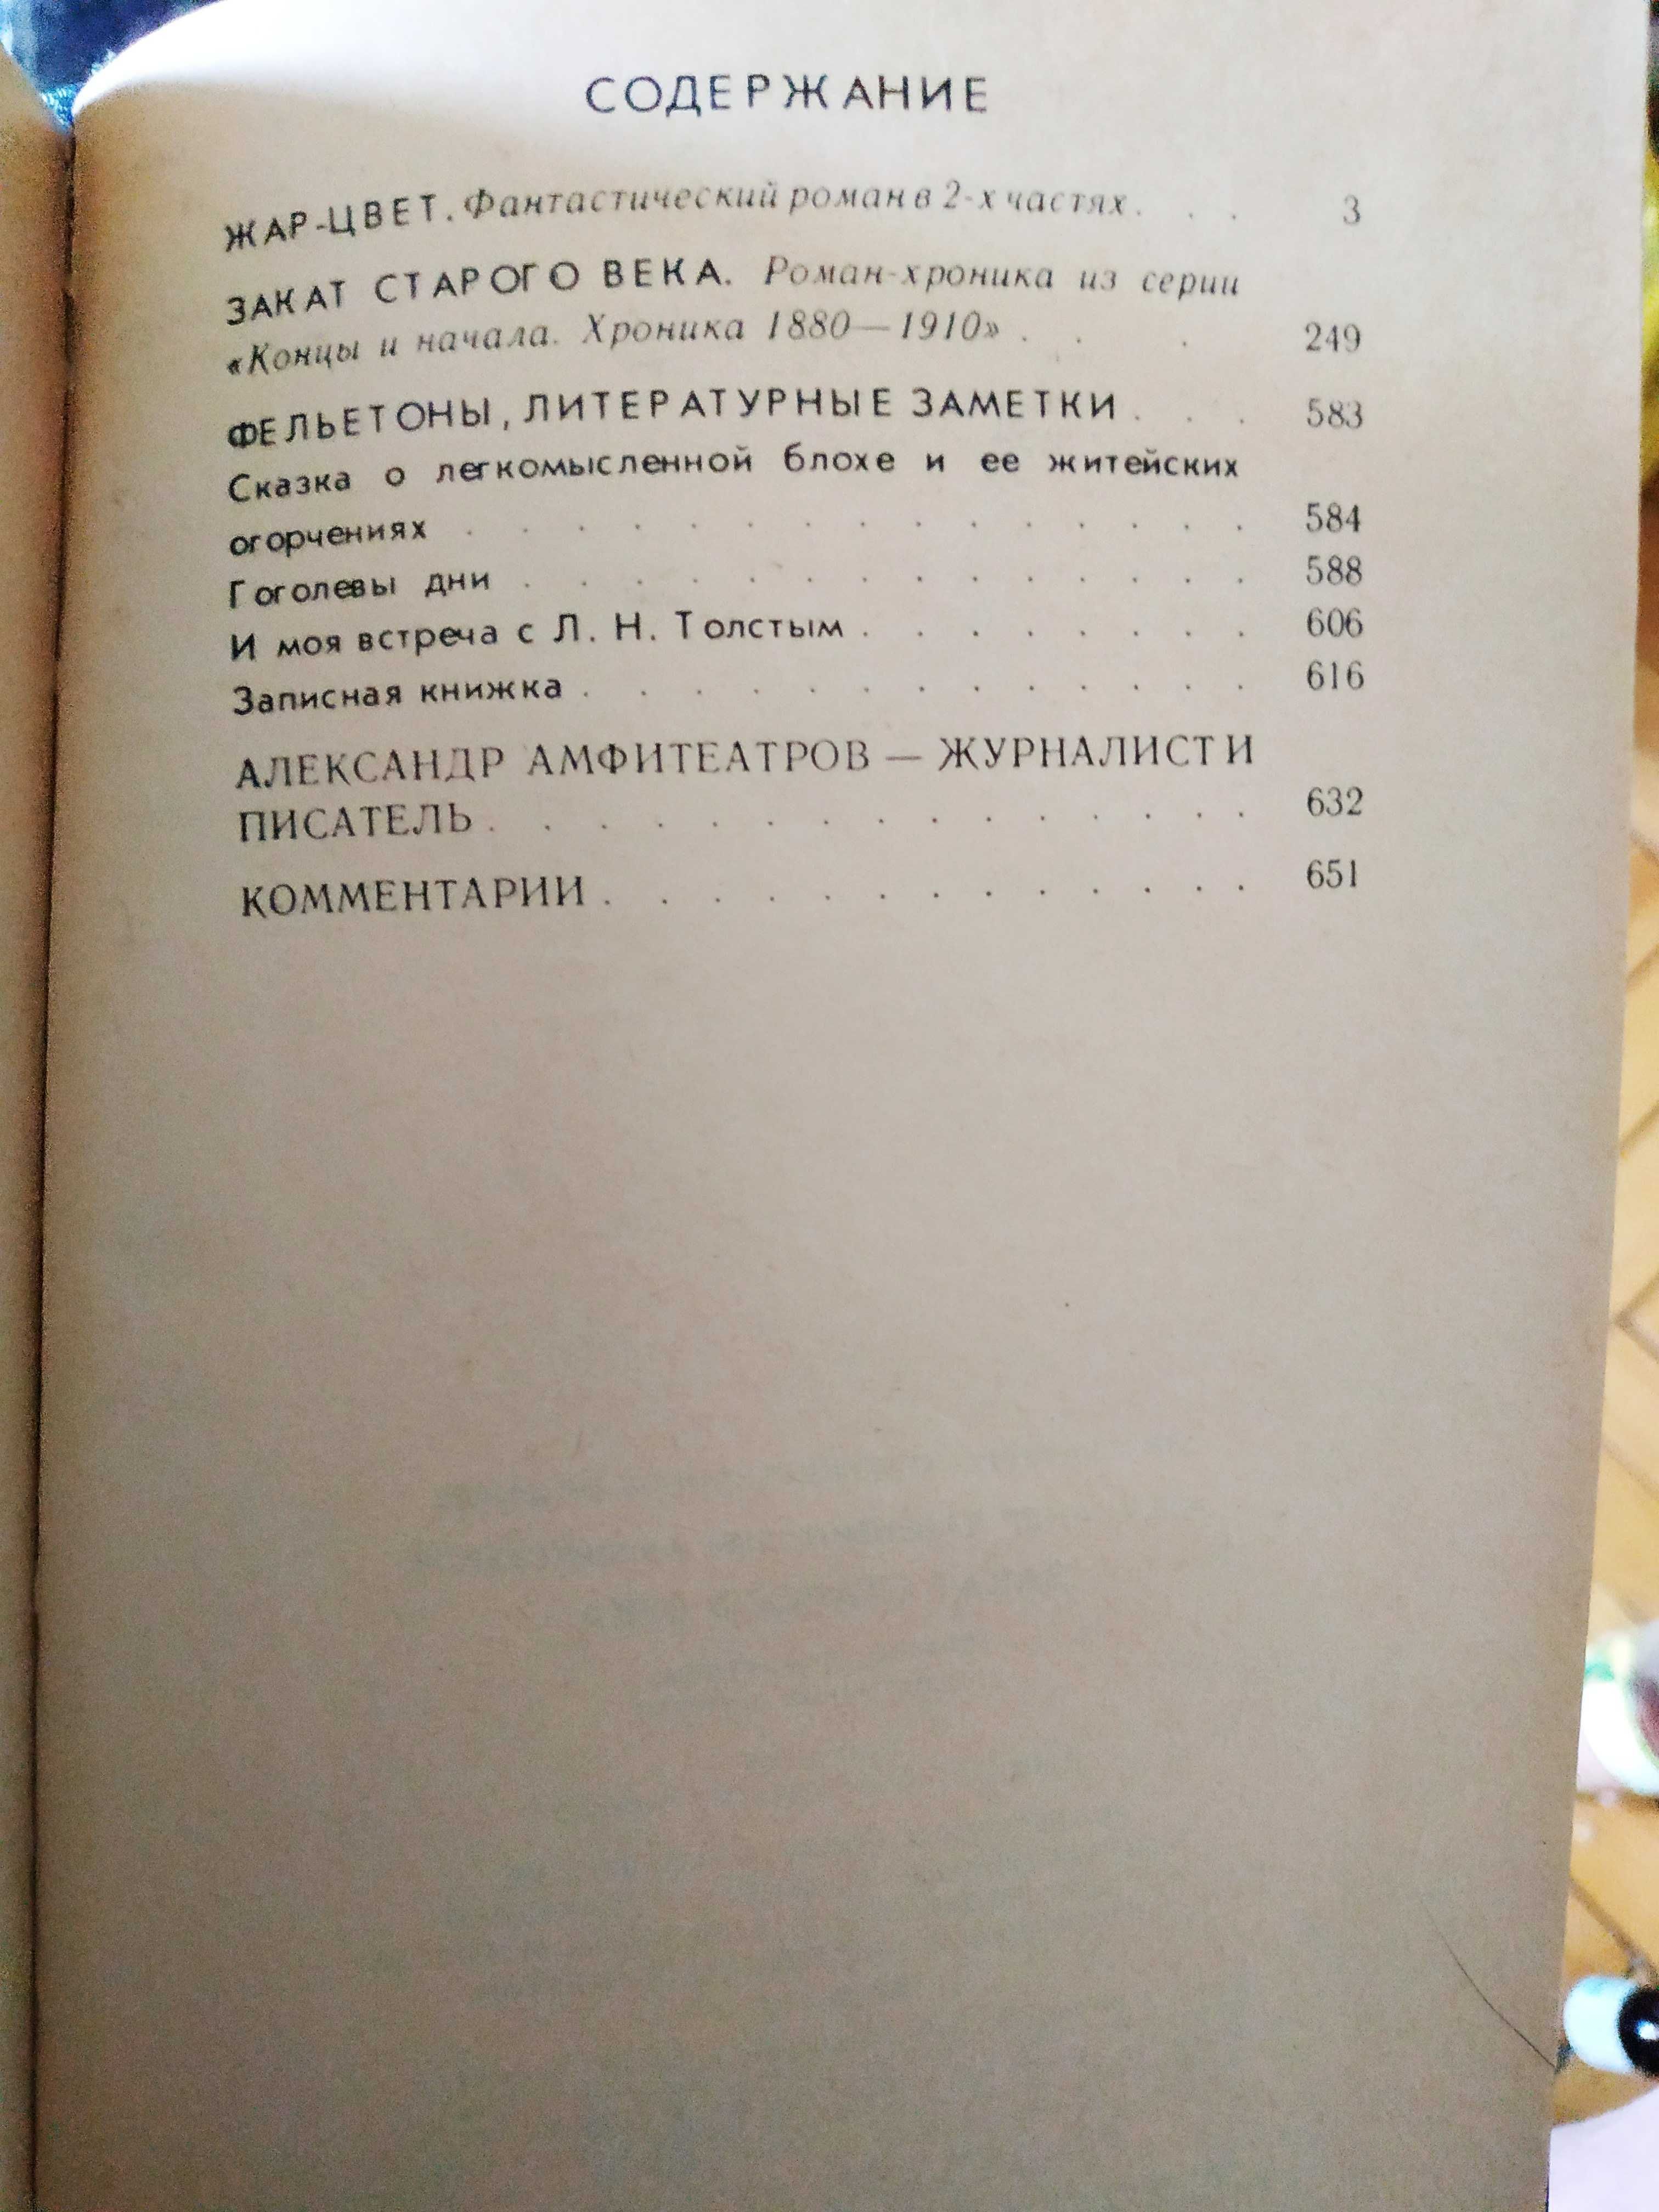 СОДЕРЖАНИЕ
ЖАР-ЦВЕТ. Фантастический роман в 2-х частях. . . 3
ЗАКАТ СТАРОГО ВЕКА. Роман-хроника из серии
«Концы и начала. Хроника 1880—1910» . . . 249
ФЕЛЬЕТОНЫ, ЛИТЕРАТУРНЫЕ ЗАМЕТКИ . . . 583
Сказка о легкомысленной блохе и ее житейских
огорчениях . . . . . . . . . . . . . . . 584
Гоголевы дни . . . . . . . . . . . . . . 588
И моя встреча с Л. Н. Толстым . . . . . . . . 606
Записная книжка . . . . . . . . . . . . . 616
АЛЕКСАНДР АМФИТЕАТРОВ — ЖУРНАЛИСТ И
ПИСАТЕЛЬ . . . . . . . . . . . . . . . 632
КОММЕНТАРИИ . . . . . . . . . . . . . 651